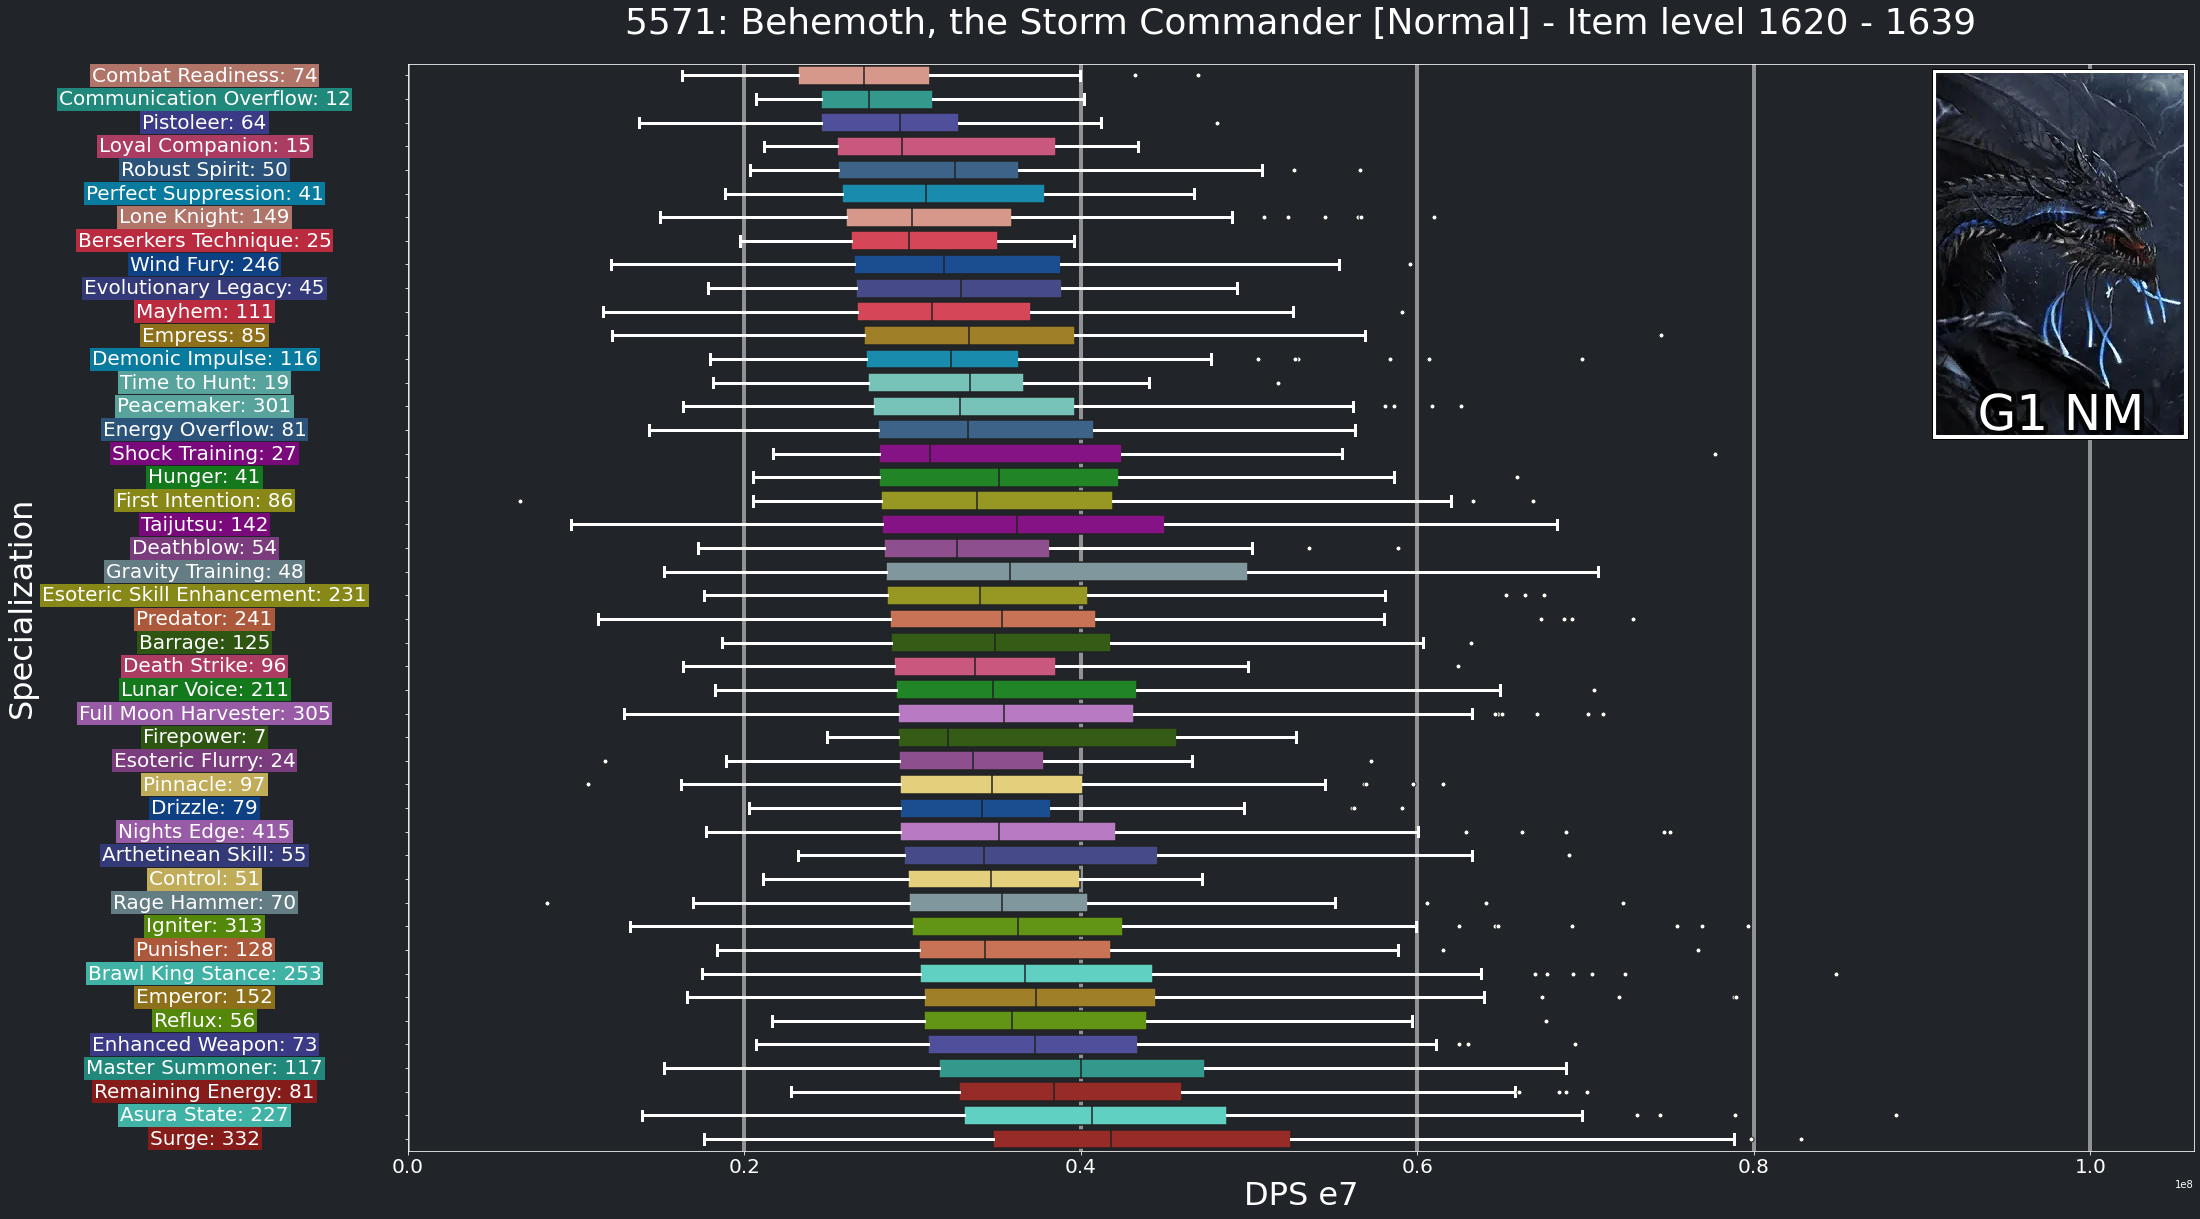 5571: Behemoth, the Storm Commander [Normal] - Item level 1620 - 1639
Combat Readiness: 74
Communication Overflow: 12
Pistoleer: 64
Loyal Companion: 15
Robust Spirit: 50
Perfect Suppression: 41
Lone Knight: 149
Berserkers Technique: 25
Wind Fury: 246
Evolutionary Legacy: 45
Mayhem: 111
Empress: 85
Demonic Impulse: 116
Time to Hunt: 19
Peacemaker: 301
Energy Overflow: 81
Shock Training: 27
Hunger: 41
First Intention: 86
Taijutsu: 142
Deathblow: 54
Gravity Training: 48
Esoteric Skill Enhancement: 231
Predator: 241
Barrage: 125
Death Strike: 96
Lunar Voice: 211
Full Moon Harvester: 305
Firepower: 7
Esoteric Flurry: 24
Pinnacle: 97
Drizzle: 79
Nights Edge: 415
Arthetinean Skill: 55
Control: 51
Rage Hammer: 70
Igniter: 313
Punisher: 128
Brawl King Stance: 253
Emperor: 152
Reflux: 56
Enhanced Weapon: 73
Master Summoner: 117
Remaining Energy: 81
Asura State: 227
Surge: 332
Specialization
G1 NM
0.0 0.2 0.4 0.6 0.8 1.0
1e8
DPS e7